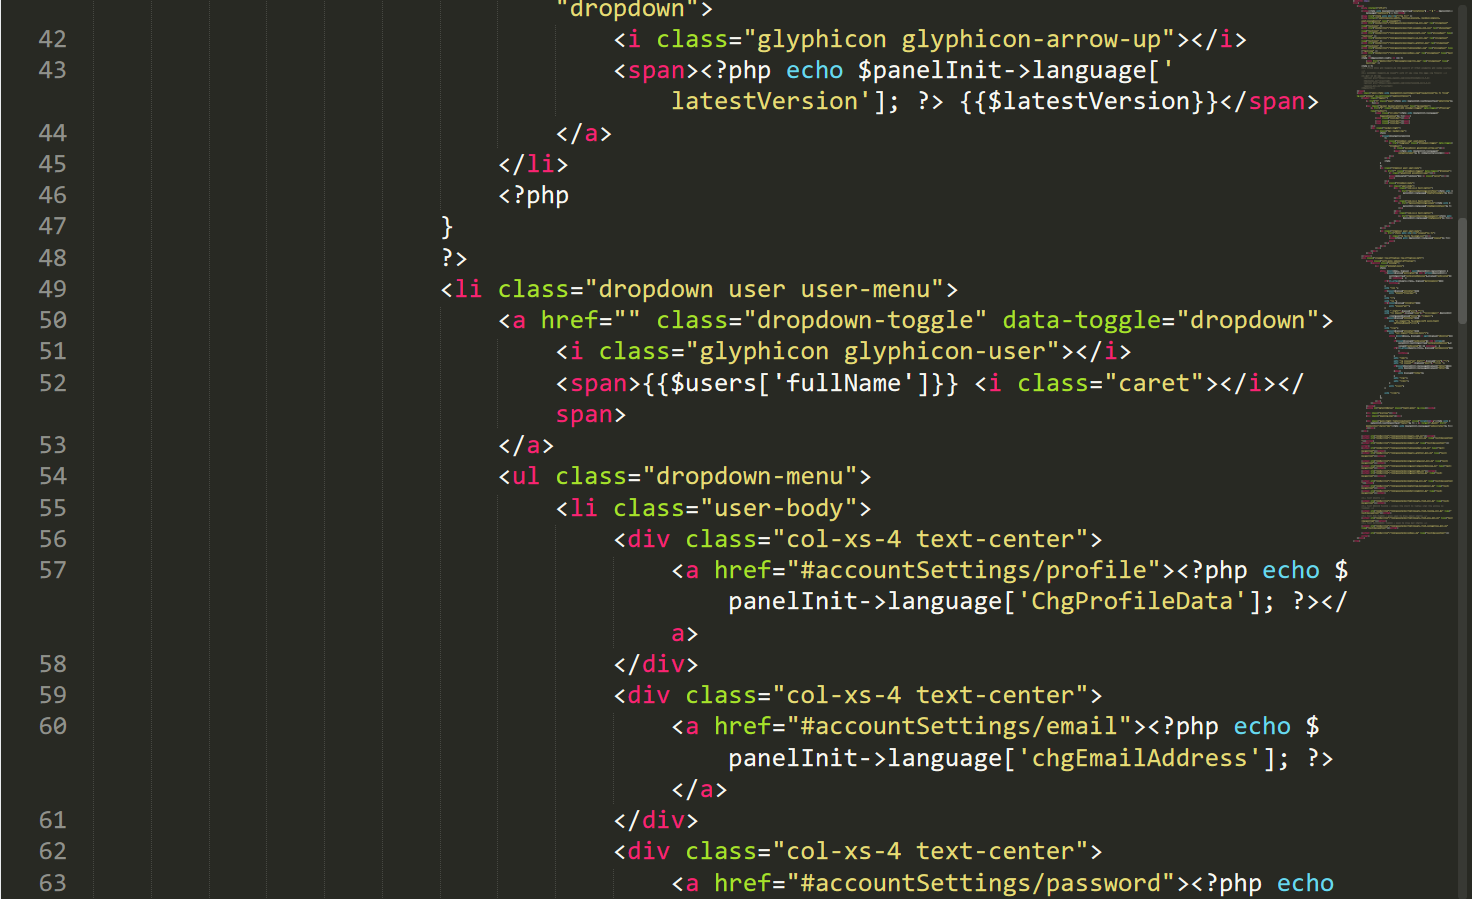 "dropdown">
42 <i class="glyphicon glyphicon-arrow-up"></i>
43 <span><?php echo $panelInit->language['
latestVersion']; ?> {{$latestVersion}}</span>
44 </a>
45 </li>
46 <?php
47 }
48 ?>
49 <li class="dropdown user user-menu">
50 <a href="" class="dropdown-toggle" data-toggle="dropdown">
51 <i class="glyphicon glyphicon-user"></i>
52 <span>{{$users['fullName']}} <i class="caret"></i></
span>
53 </a>
54 <ul class="dropdown-menu">
55 <li class="user-body">
56 <div class="col-xs-4 text-center">
57 <a href="#accountSettings/profile"><?php echo $
panelInit->language['ChgProfileData']; ?></
a>
58 </div>
59 <div class="col-xs-4 text-center">
60 <a href="#accountSettings/email"><?php echo $
panelInit->language['chgEmailAddress']; ?>
</a>
61 </div>
62 <div class="col-xs-4 text-center">
63 <a href="#accountSettings/password"><?php echo